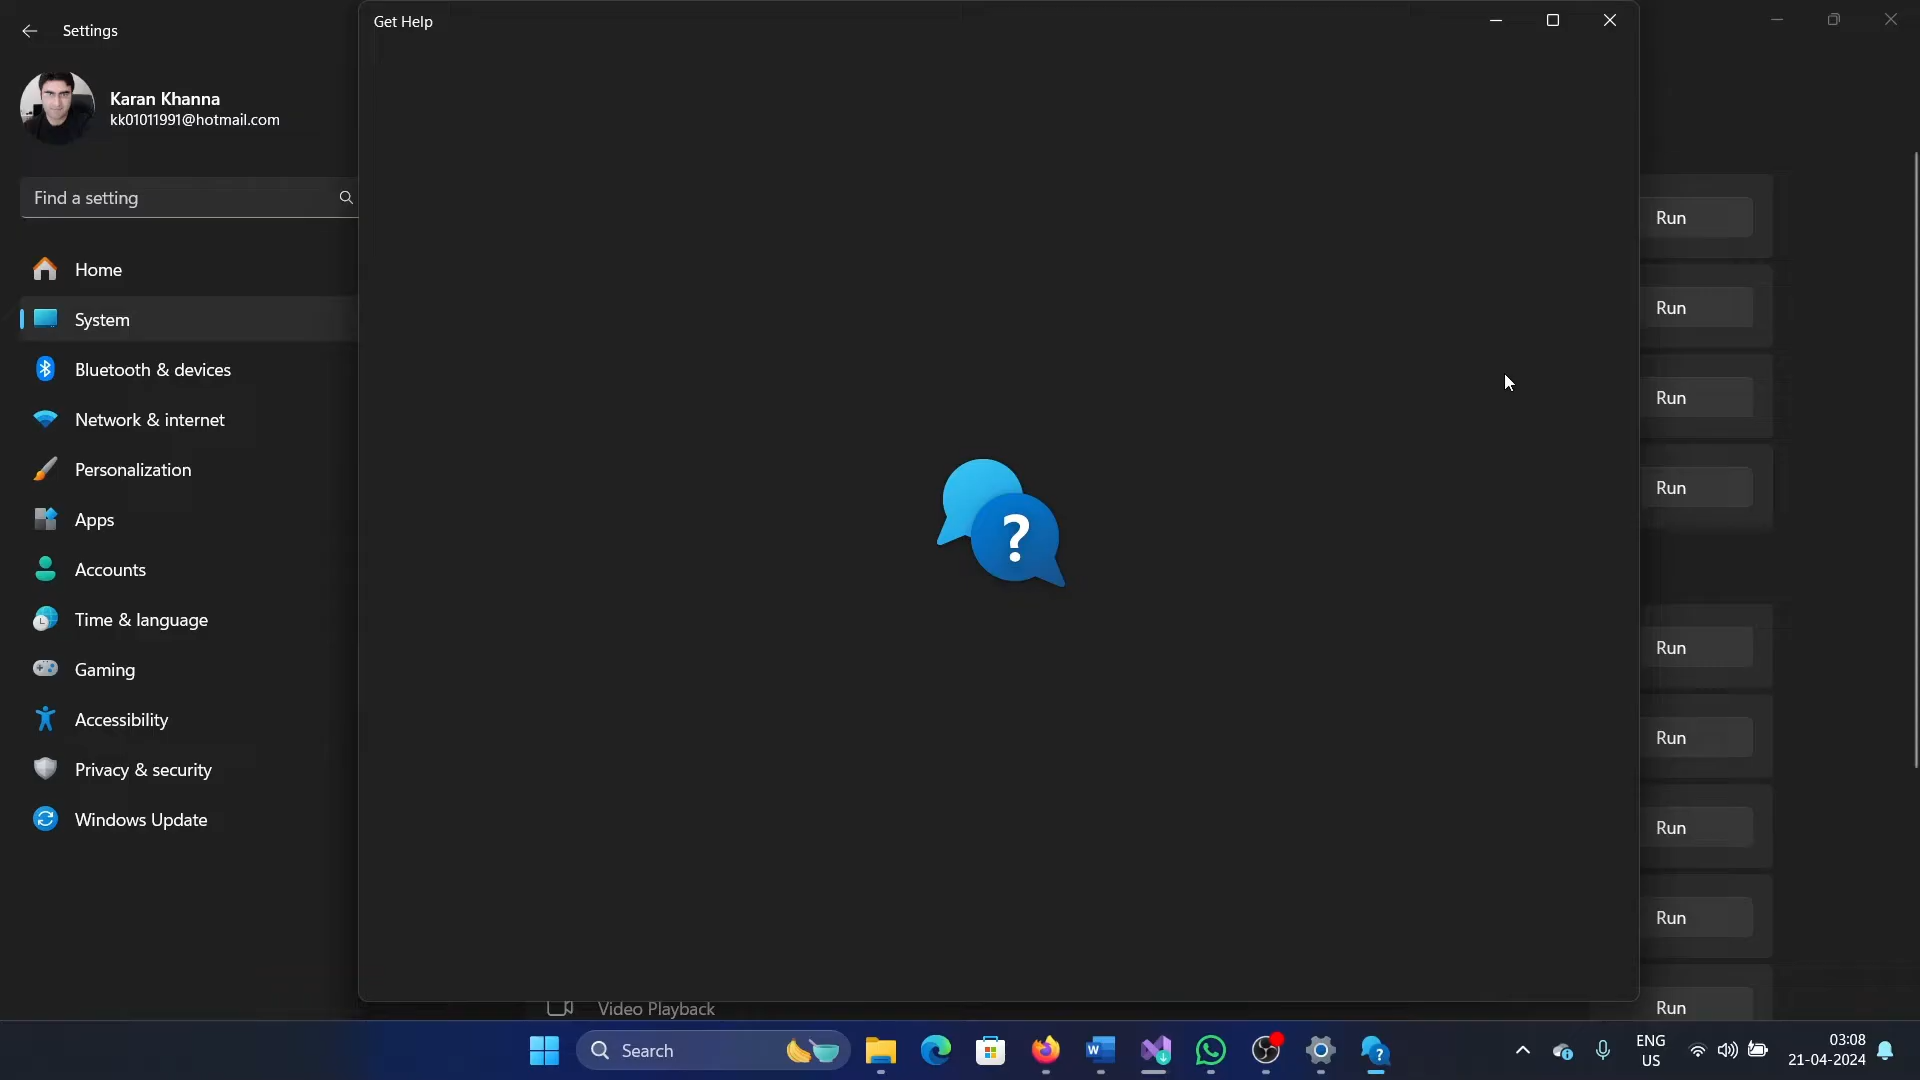 Settings
Get Help
Karan Khanna
kk01011991@hotmail.com
Find a setting
Home
System
Bluetooth & devices
Network & internet
Personalization
Apps
Accounts
Time & language
Gaming
Accessibility
Privacy & security
Windows Update
?
Run
Run
Run
Run
Run
Run
Run
Run
Run
Video Playback
Search
ENG
US
03:08
21-04-2024